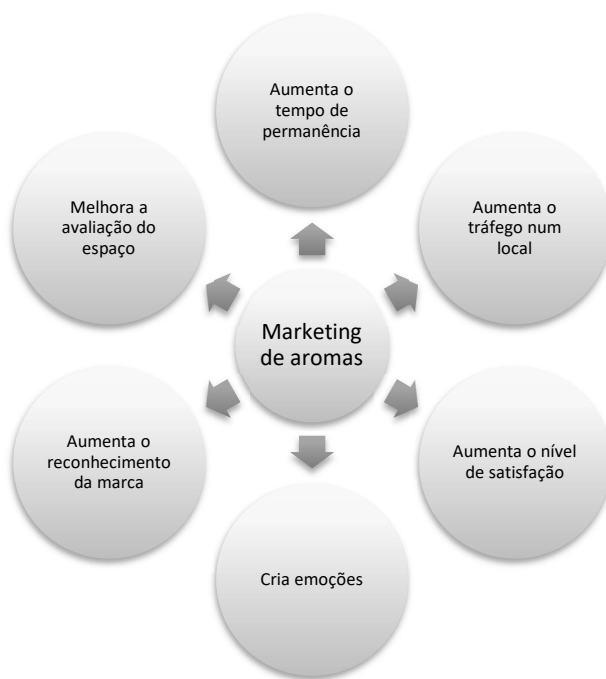 Aumenta o
tempo de
permanência
Melhora a
avaliação do
espaço
Aumenta o
tráfego num
local
Marketing
de aromas
Aumenta o
reconhecimento
da marca
Aumenta o nível
de satisfação
Cria emoções